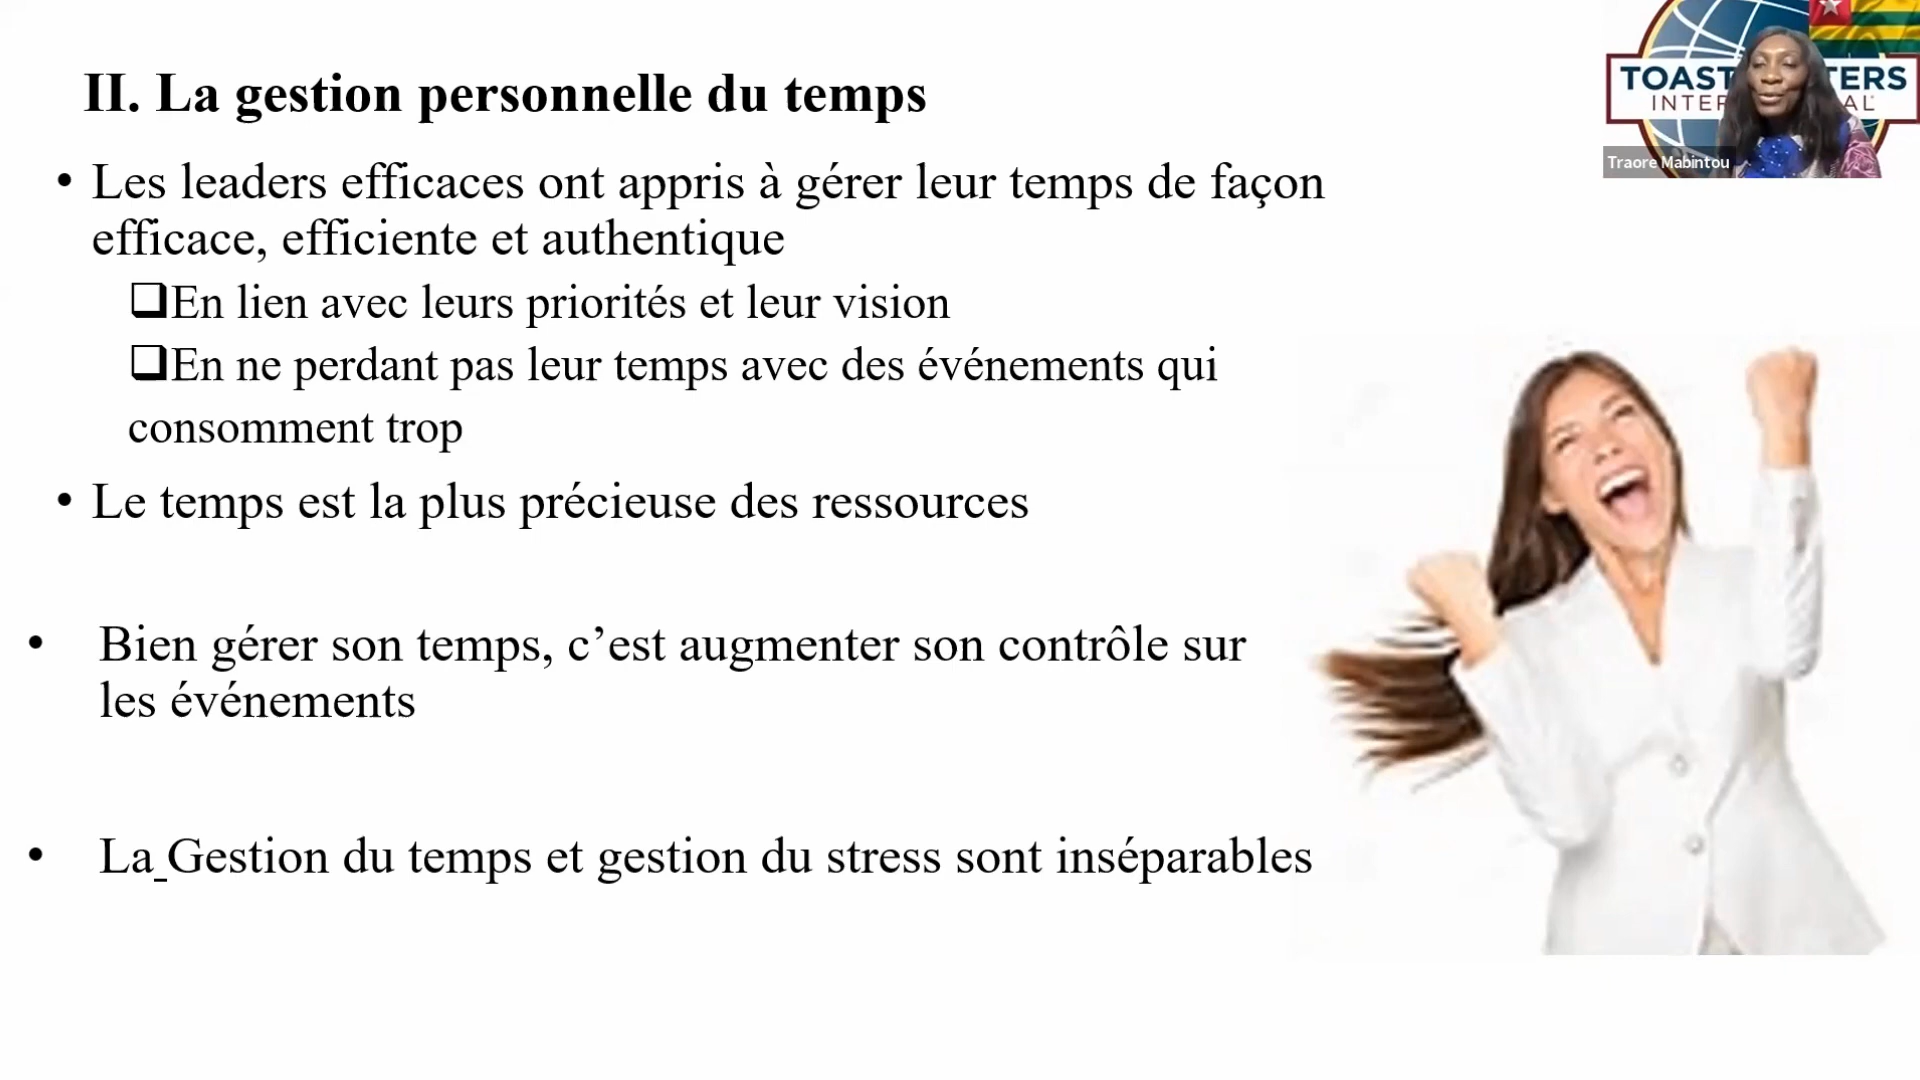 II. La gestion personnelle du temps
• Les leaders efficaces ont appris à gérer leur temps de façon
efficace, efficiente et authentique
❑En lien avec leurs priorités et leur vision
❑En ne perdant pas leur temps avec des événements qui
consomment trop
• Le temps est la plus précieuse des ressources
• Bien gérer son temps, c’est augmenter son contrôle sur
les événements
• La Gestion du temps et gestion du stress sont inséparables
Traore Mabintou